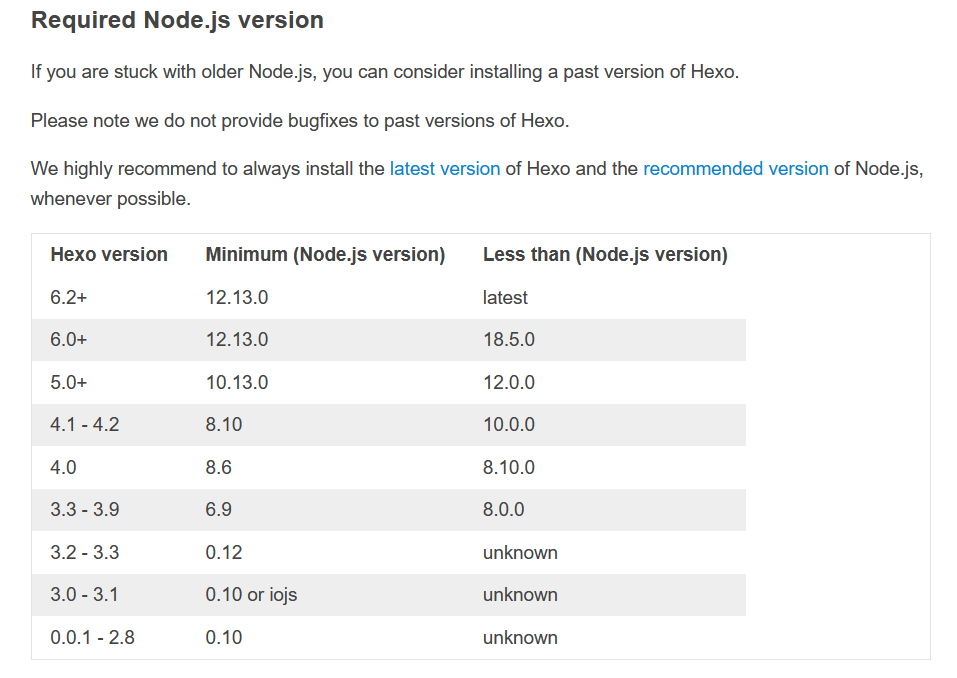 Required Node.js version
If you are stuck with older Node.js, you can consider installing a past version of Hexo.
Please note we do not provide bugfixes to past versions of Hexo.
We highly recommend to always install the latest version of Hexo and the recommended version of Node.js,
whenever possible.
Hexo version Minimum (Node.js version) Less than (Node.js version)
6.2+ 12.13.0 latest
6.0+ 12.13.0 18.5.0
5.0+ 10.13.0 12.0.0
4.1 - 4.2 8.10 10.0.0
4.0 8.6 8.10.0
3.3 - 3.9 6.9 8.0.0
3.2 - 3.3 0.12 unknown
3.0 - 3.1 0.10 or iojs unknown
0.0.1 - 2.8 0.10 unknown